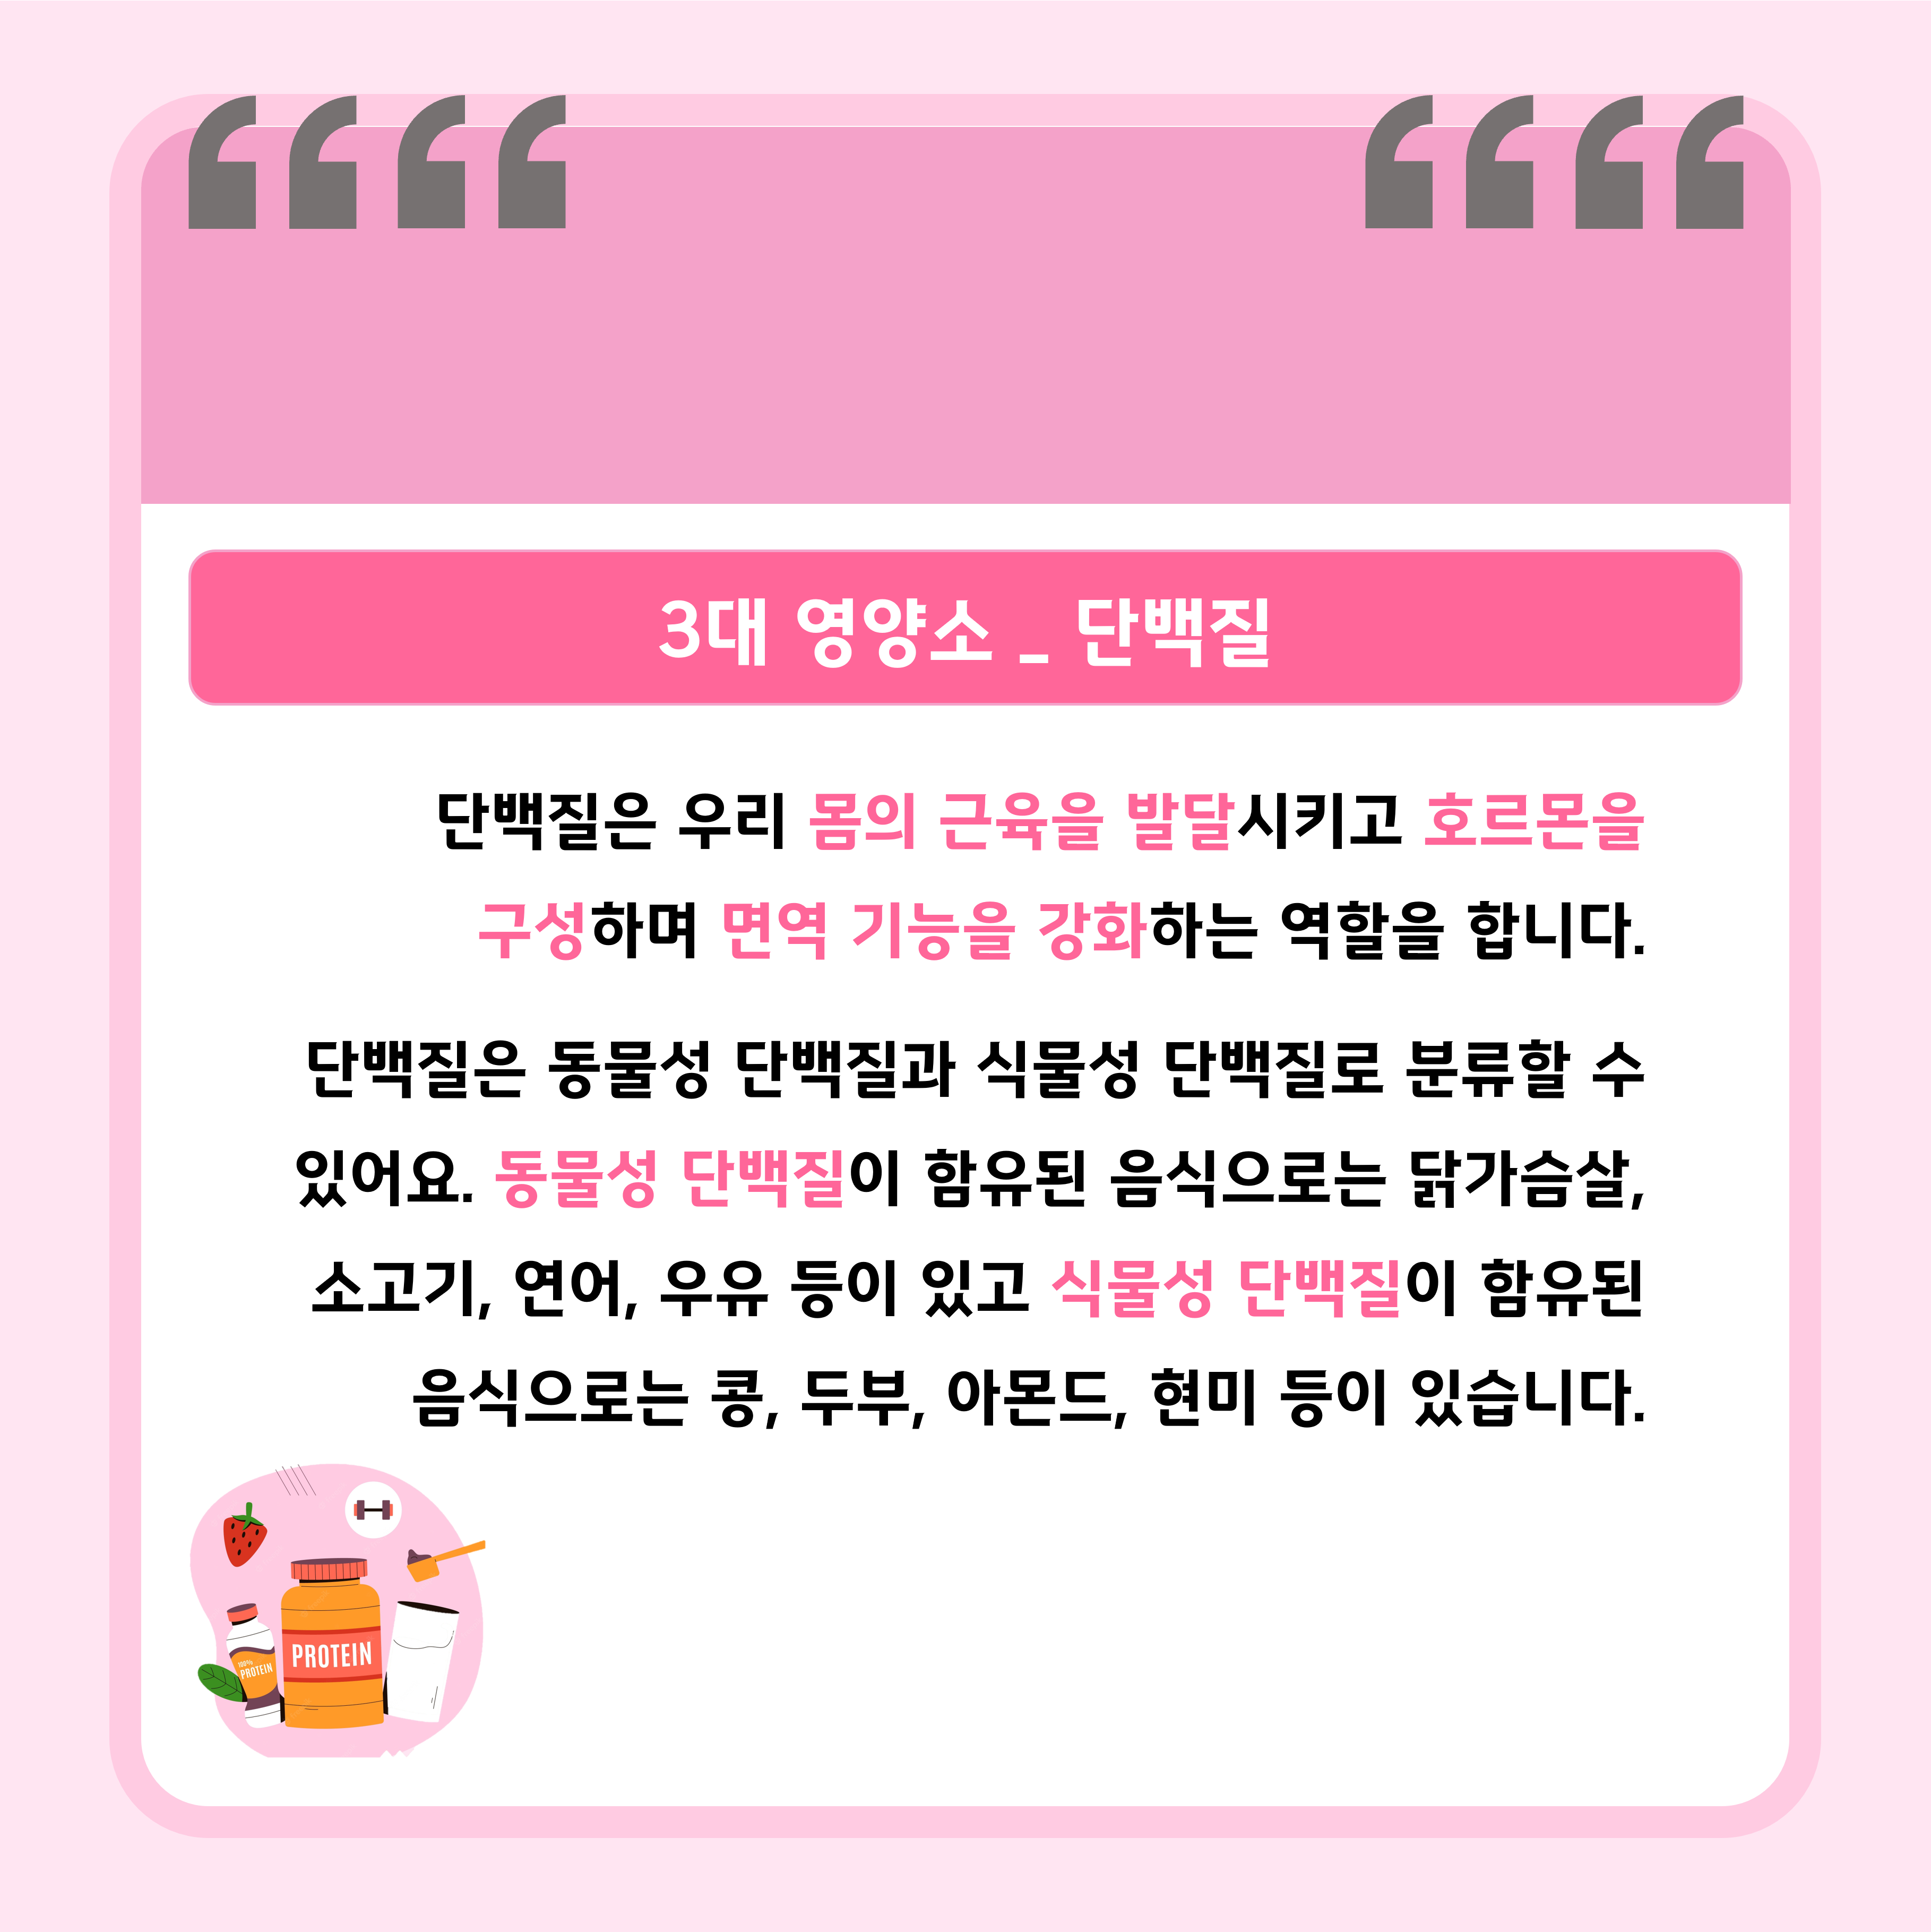 3대 영양소 _ 단백질
단백질은 우리 몸의 근육을 발달시키고 호르몬을
구성하며 면역 기능을 강화하는 역할을 합니다.
단백질은 동물성 단백질과 식물성 단백질로 분류할 수
있어요. 동물성 단백질이 함유된 음식으로는 닭가슴살,
소고기, 연어, 우유 등이 있고 식물성 단백질이 함유된
음식으로는 콩, 두부, 아몬드, 현미 등이 있습니다.
PROTEIN
100%
PROTEIN